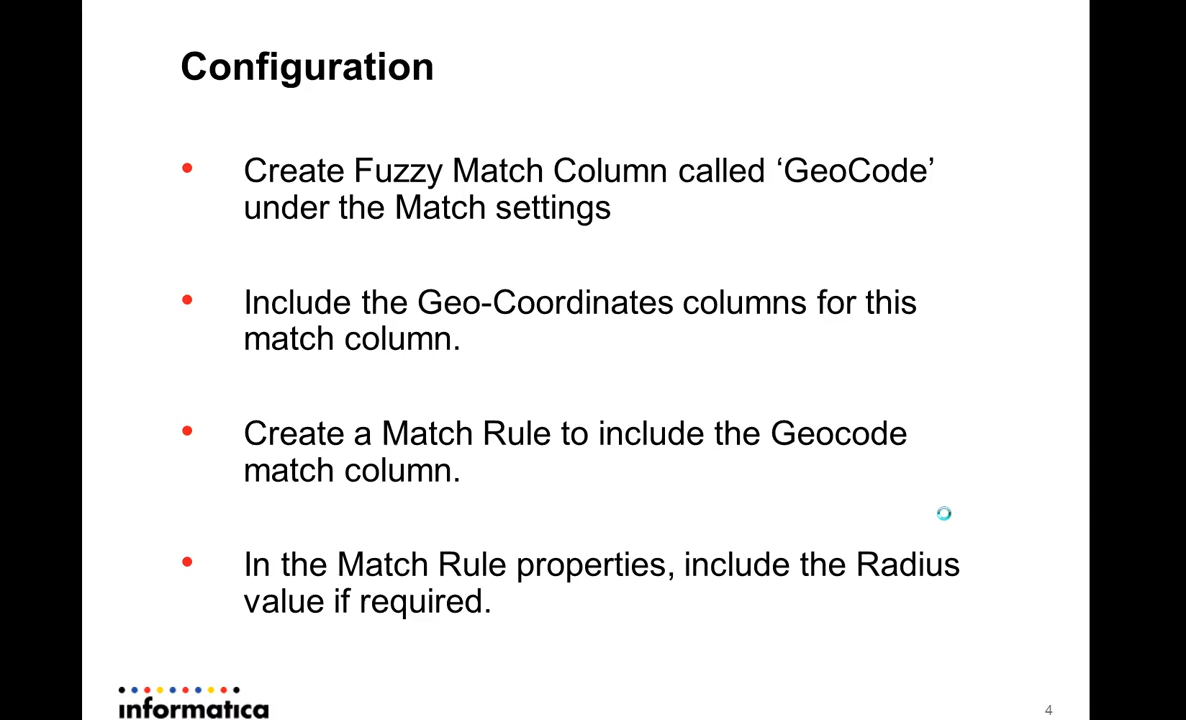 Configuration
• Create Fuzzy Match Column called ‘GeoCode’
under the Match settings
• Include the Geo-Coordinates columns for this
match column.
• Create a Match Rule to include the Geocode
match column.
• In the Match Rule properties, include the Radius
value if required.
informatica
4